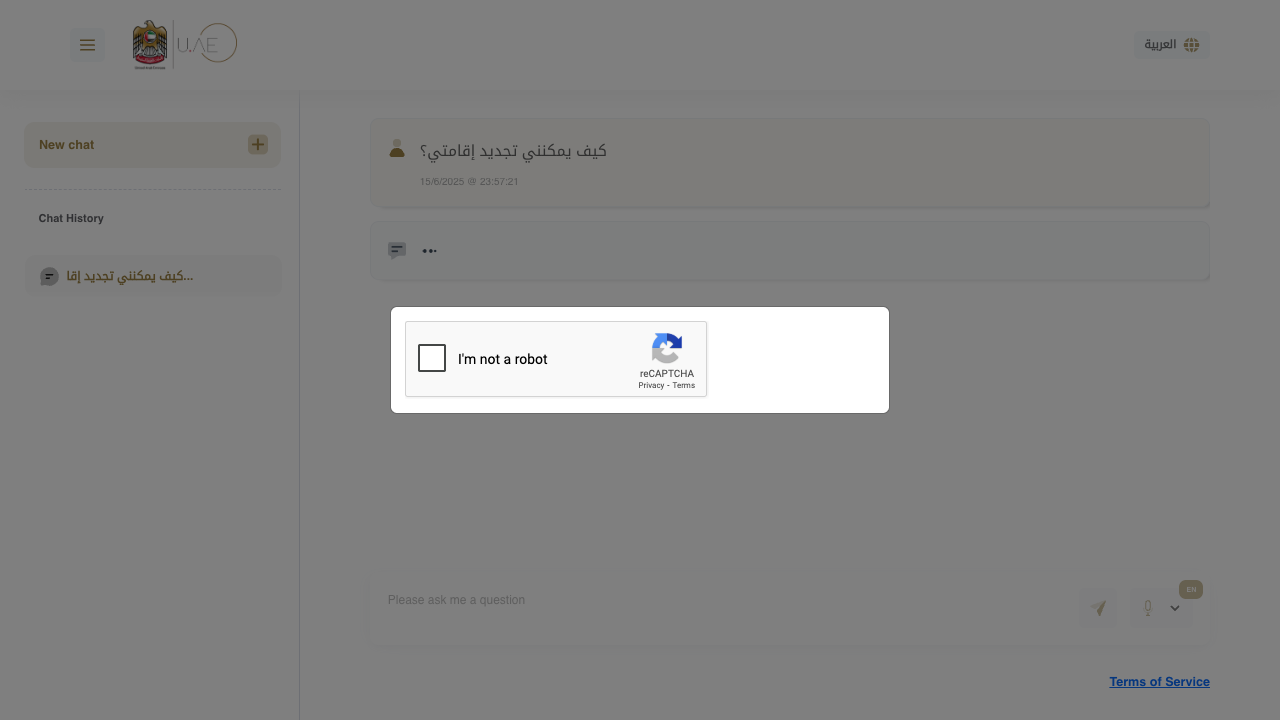 U.AE
العربية
New chat
Chat History
كيف يمكنني تجديد إقا...
كيف يمكنني تجديد إقامتي؟
15/6/2025 @ 23:57:21
I'm not a robot
reCAPTCHA
Privacy - Terms
EN
Please ask me a question
Terms of Service